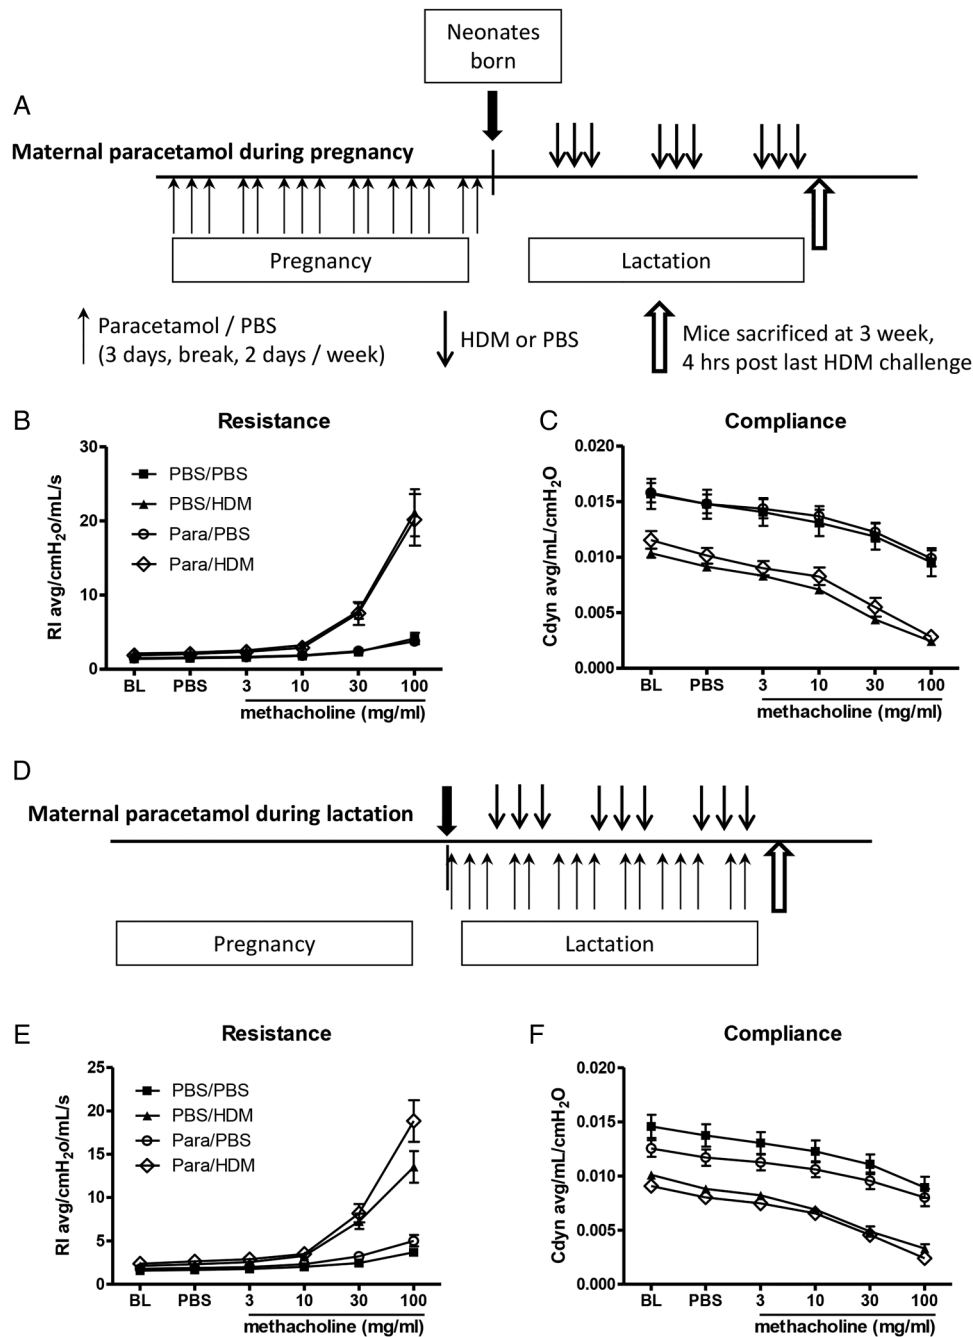 Neonates
born
A
Maternal paracetamol during pregnancy
Pregnancy
Lactation
Paracetamol / PBS
(3 days, break, 2 days / week)
HDM or PBS
Mice sacrificed at 3 week,
4 hrs post last HDM challenge
B
Resistance
RI avg/cmH2o/mL/s
30
20
10
0
PBS/PBS
PBS/HDM
Para/PBS
Para/HDM
BL PBS 3 10 30 100
methacholine (mg/ml)
C
Compliance
Cdyn avg/mL/cmH2O
0.020
0.015
0.010
0.005
0.000
BL PBS 3 10 30 100
methacholine (mg/ml)
D
Maternal paracetamol during lactation
Pregnancy
Lactation
E
Resistance
RI avg/cmH2o/mL/s
25
20
15
10
5
0
PBS/PBS
PBS/HDM
Para/PBS
Para/HDM
BL PBS 3 10 30 100
methacholine (mg/ml)
F
Compliance
Cdyn avg/mL/cmH2O
0.020
0.015
0.010
0.005
0.000
BL PBS 3 10 30 100
methacholine (mg/ml)